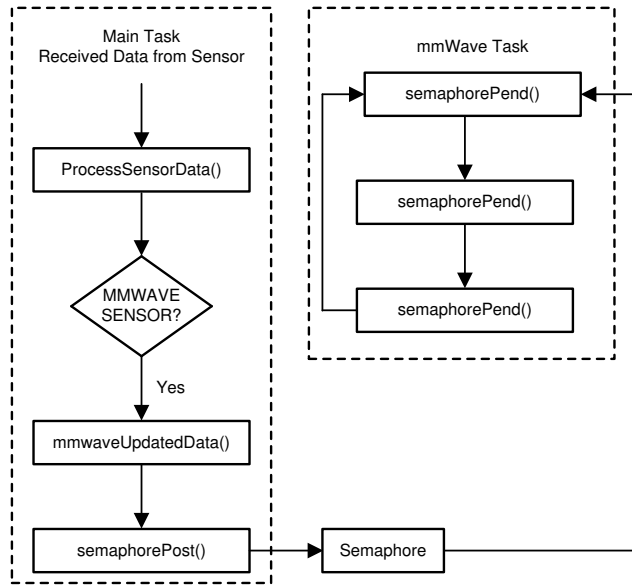 Main Task
Received Data from Sensor
ProcessSensorData()
MMWAVE
SENSOR?
Yes
mmwaveUpdatedData()
semaphorePost()
Semaphore
mmWave Task
semaphorePend()
semaphorePend()
semaphorePend()